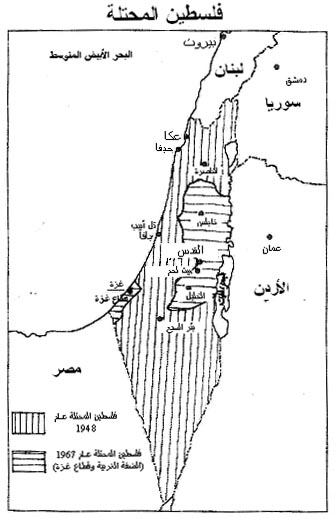 فلسطين المحتلة
بيروت
البحر الأبيض المتوسط
لبنان
دمشق
سوريا
عكا
حيفا
الناصرة
نابلس
تل أبيب
يافا
القدس
عمان
بيت لحم
غزة
قطاع غزة
الخليل
الأردن
بئر السبع
مصر
فلسطين المحتلة عام
1948
فلسطين المحتلة عام 1967
(الضفة الغربية وقطاع غزة)